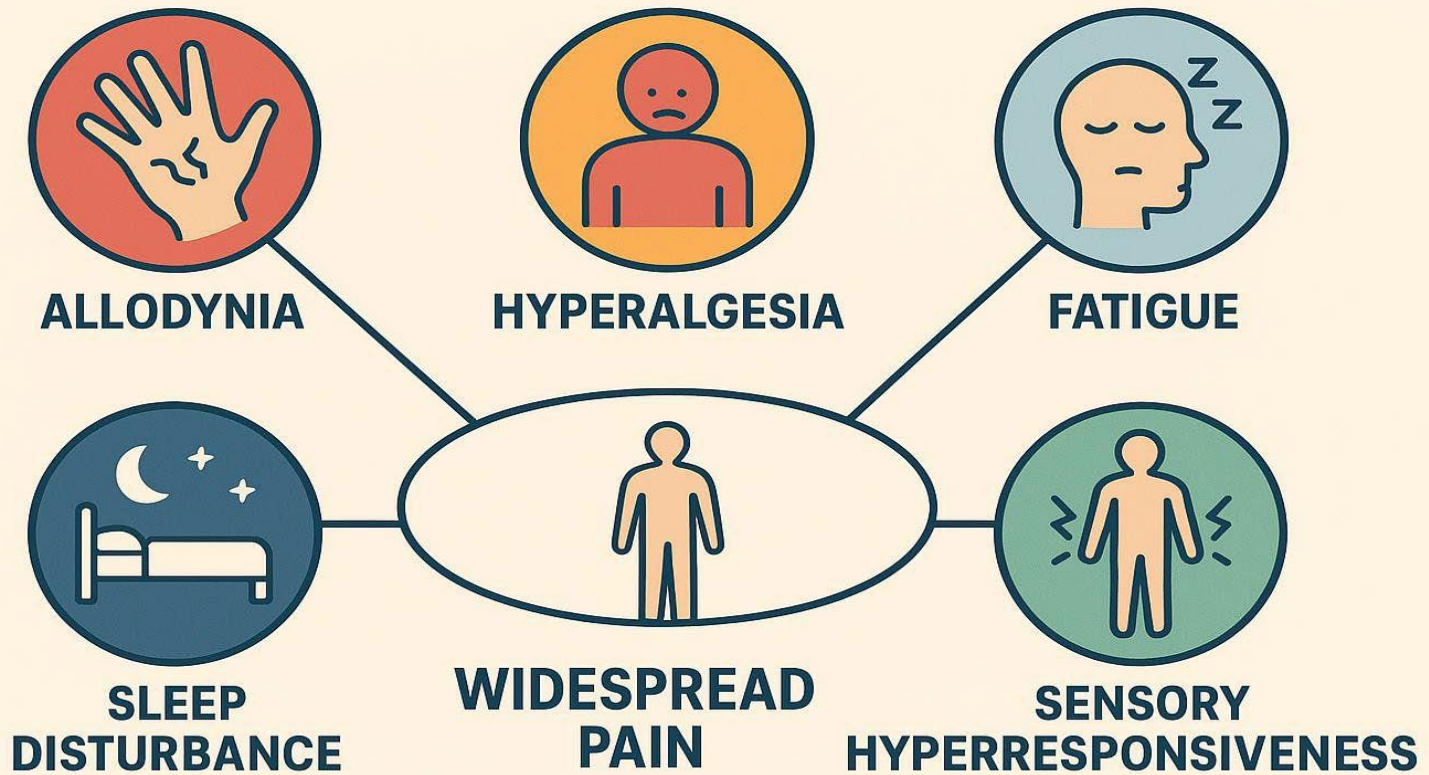 Z
Z
ALLODYNIA
HYPERALGESIA
FATIGUE
SLEEP
DISTURBANCE
WIDESPREAD
PAIN
SENSORY
HYPERRESPONSIVENESS